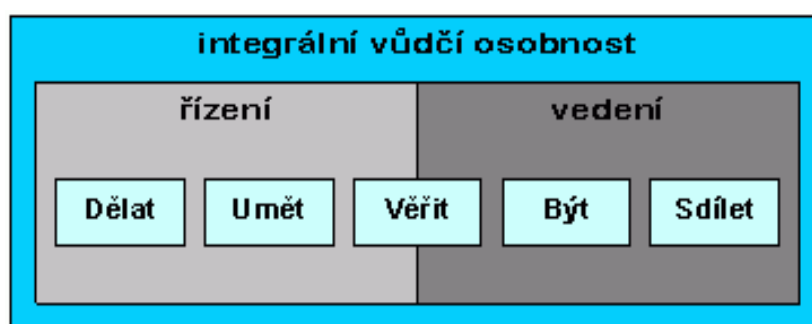 integrální vůdčí osobnost
řízení vedení
Dělat Umět Věřit Být Sdílet